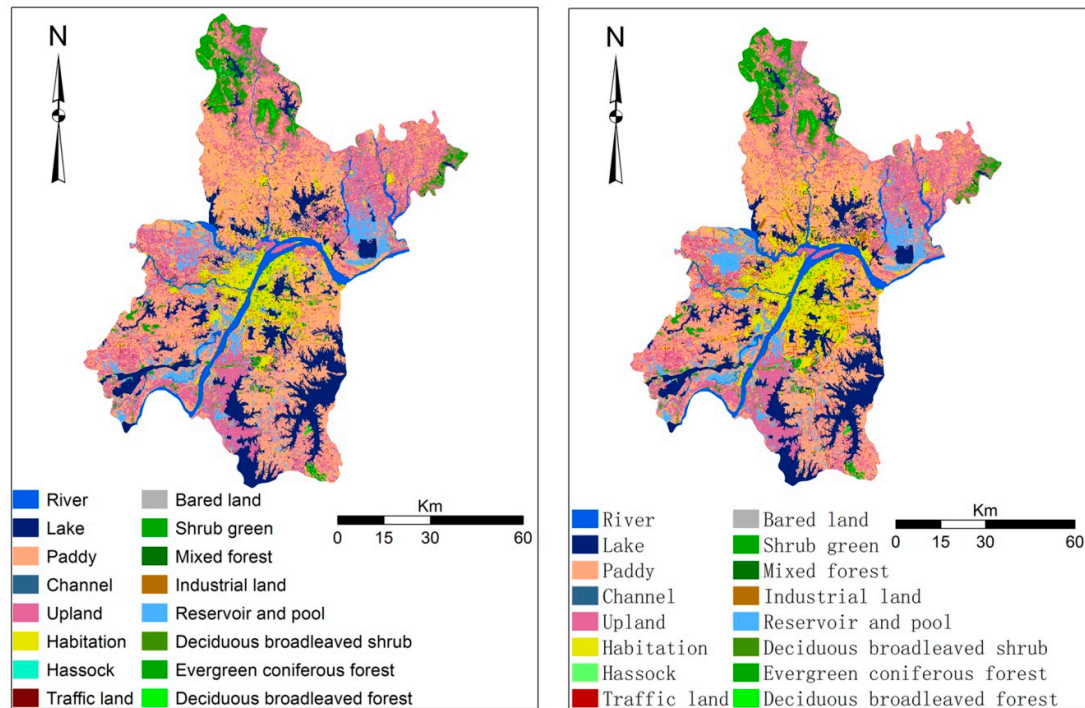 N
River
Lake
Paddy
Channel
Upland
Habitation
Hassock
Traffic land
Bared land
Shrub green
Mixed forest
Industrial land
Reservoir and pool
Deciduous broadleaved shrub
Evergreen coniferous forest
Deciduous broadleaved forest
Km
0 15 30 60
N
River
Lake
Paddy
Channel
Upland
Habitation
Hassock
Traffic land
Bared land
Shrub green
Mixed forest
Industrial land
Reservoir and pool
Deciduous broadleaved shrub
Evergreen coniferous forest
Deciduous broadleaved forest
Km
0 15 30 60